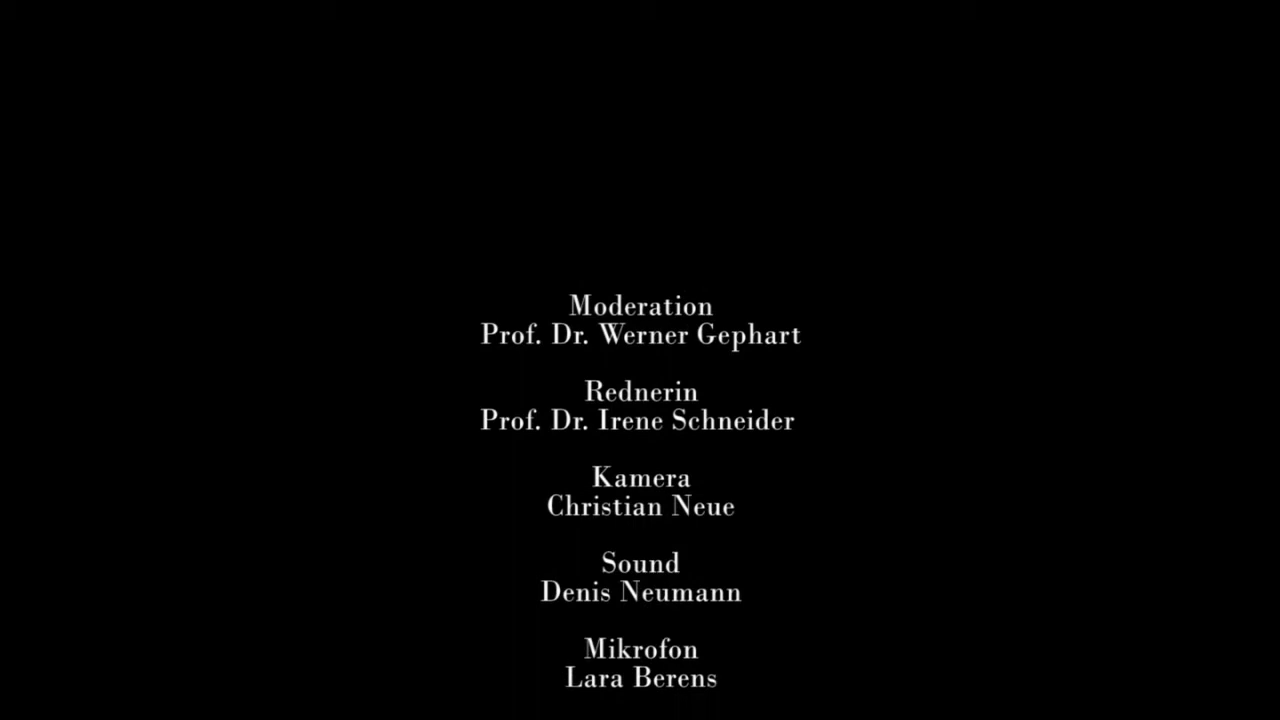 Moderation
Prof. Dr. Werner Gephart
Rednerin
Prof. Dr. Irene Schneider
Kamera
Christian Neue
Sound
Denis Neumann
Mikrofon
Lara Berens